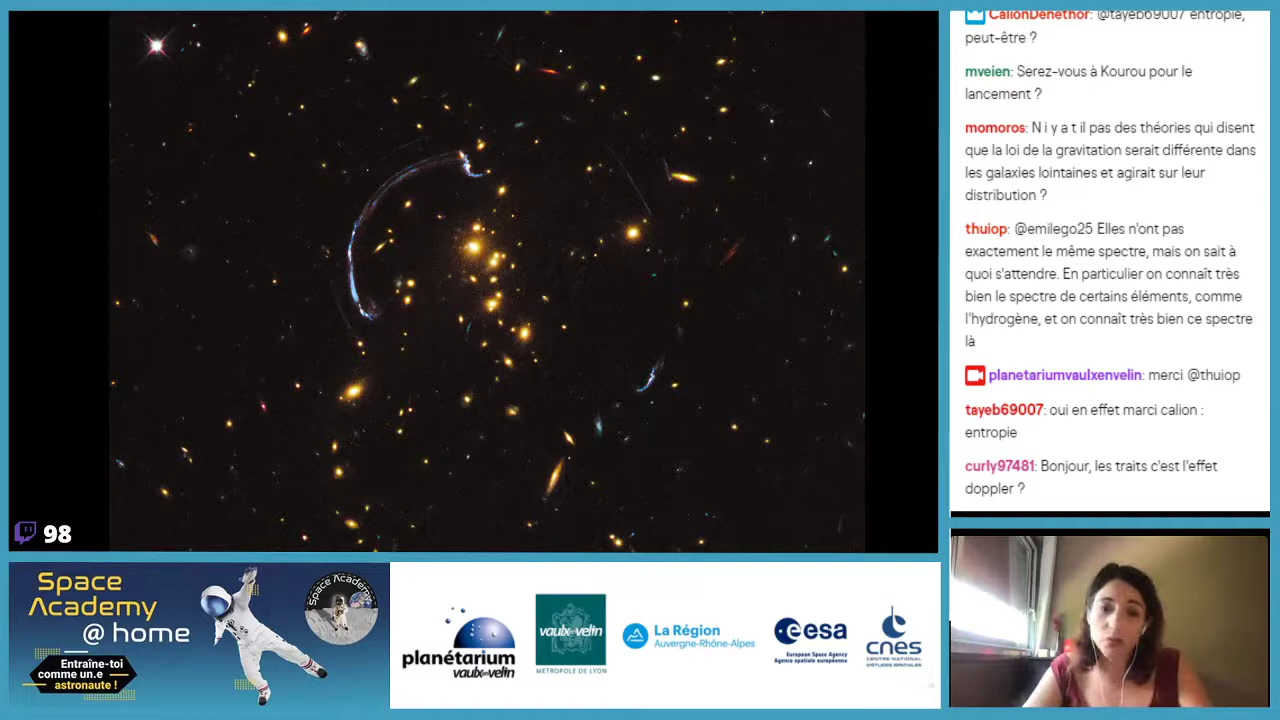 CalionDenethor: @tayeb69007 entropie,
peut-être ?
mveien: Serez-vous à Kourou pour le
lancement ?
momoros: N i y a t il pas des théories qui disent
que la loi de la gravitation serait différente dans
les galaxies lointaines et agirait sur leur
distribution ?
thuiop: @emilego25 Elles n'ont pas
exactement le même spectre, mais on sait à
quoi s'attendre. En particulier on connaît très
bien le spectre de certains éléments, comme
l'hydrogène, et on connaît très bien ce spectre
là
planetariumvaulxenvelin: merci @thuiop
tayeb69007: oui en effet marci calion :
entropie
curly97481: Bonjour, les traits c'est l'effet
doppler ?
98
Space
Academy
@ home
Entraîne-toi
comme un.e
astronaute !
Space Academy
planétarium
vaulxenvelin
vaulx-en-velin
MÉTROPOLE DE LYON
La Région
Auvergne-Rhône-Alpes
esa
European Space Agency
Agence spatiale européenne
cnes
CENTRE NATIONAL
D'ÉTUDES SPATIALES